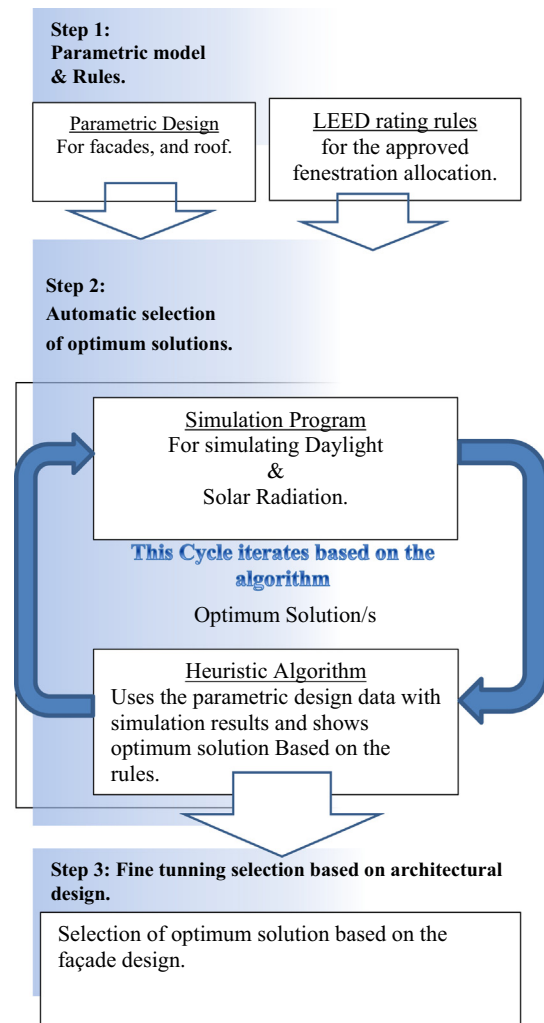 Step 1:
Parametric model
& Rules.
Parametric Design
For facades, and roof.
LEED rating rules
for the approved
fenestration allocation.
Step 2:
Automatic selection
of optimum solutions.
Simulation Program
For simulating Daylight
&
Solar Radiation.
This Cycle iterates based on the
algorithm
Optimum Solution/s
Heuristic Algorithm
Uses the parametric design data with
simulation results and shows
optimum solution Based on the
rules.
Step 3: Fine tunning selection based on architectural
design.
Selection of optimum solution based on the
façade design.